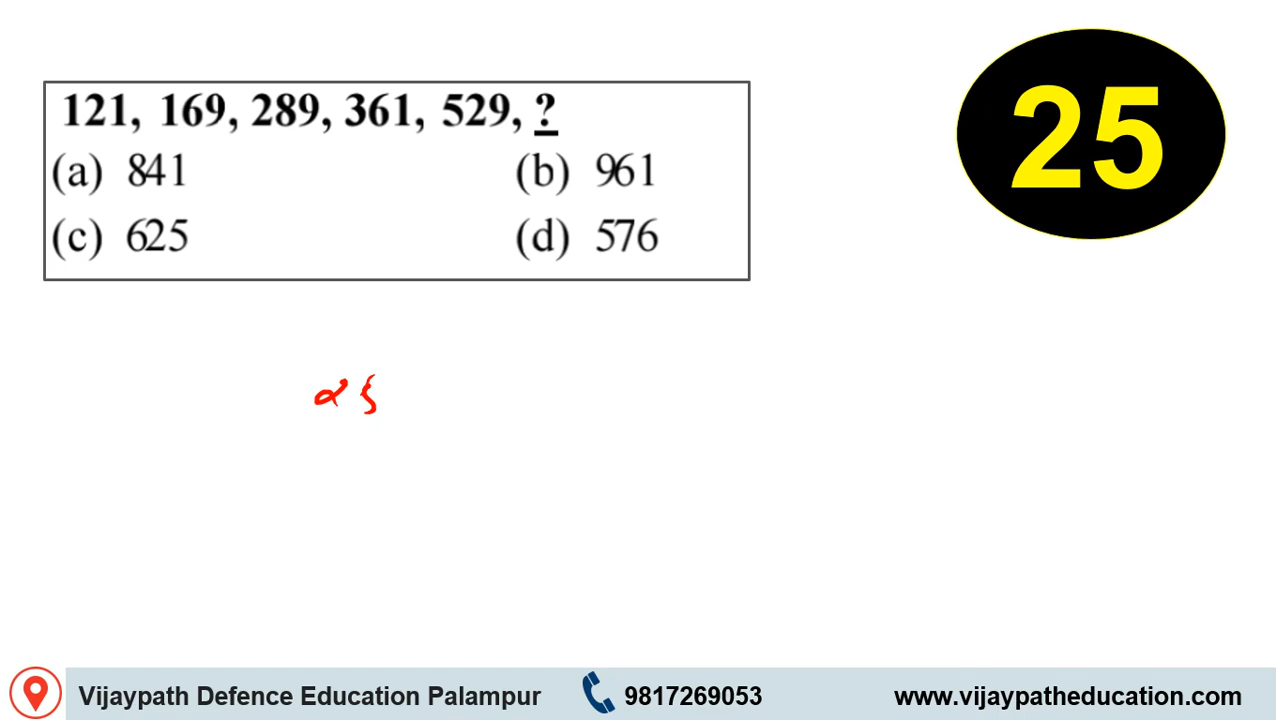 25
121, 169, 289, 361, 529, ?
(a) 841 (b) 961
(c) 625 (d) 576
Vijaypath Defence Education Palampur 9817269053 www.vijaypatheducation.com